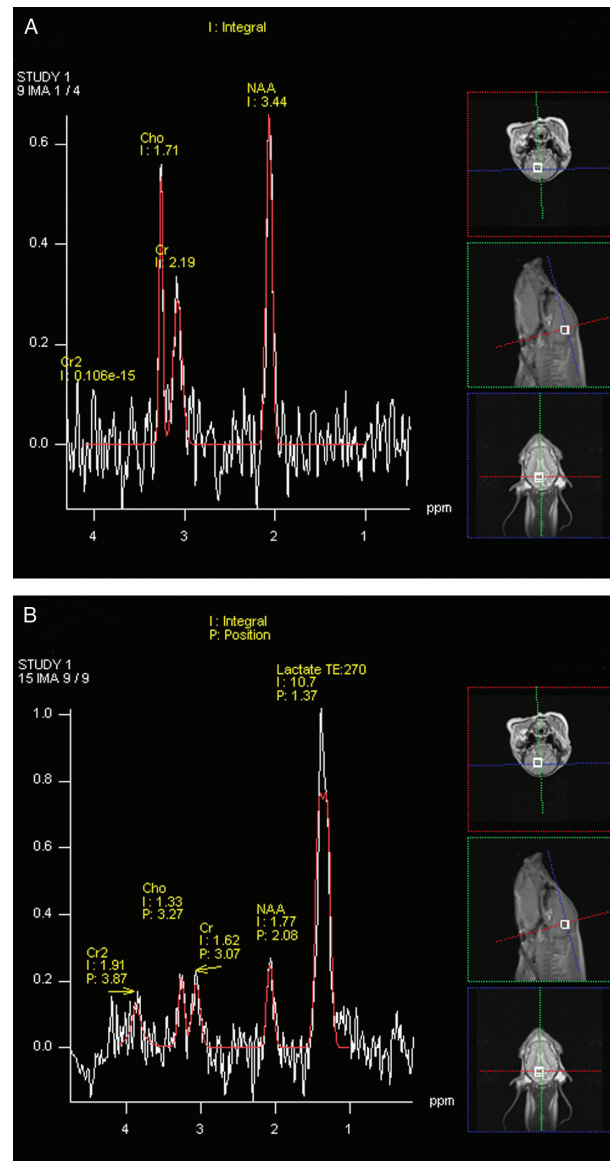 A
I : Integral
STUDY 1
9 IMA 1 / 4
NAA
I : 3.44
Cho
I : 1.71
Cr
I : 2.19
Cr2
I : 0.106e-15
0.6
0.4
0.2
0.0
4 3 2 1 ppm
B
I : Integral
P: Position
STUDY 1
15 IMA 9 / 9
Lactate TE:270
I : 10.7
P : 1.37
Cho
I : 1.33
P : 3.27
Cr
I : 1.62
P : 3.07
NAA
I : 1.77
P : 2.08
Cr2
I : 1.91
P : 3.87
1.0
0.8
0.6
0.4
0.2
0.0
4 3 2 1 ppm